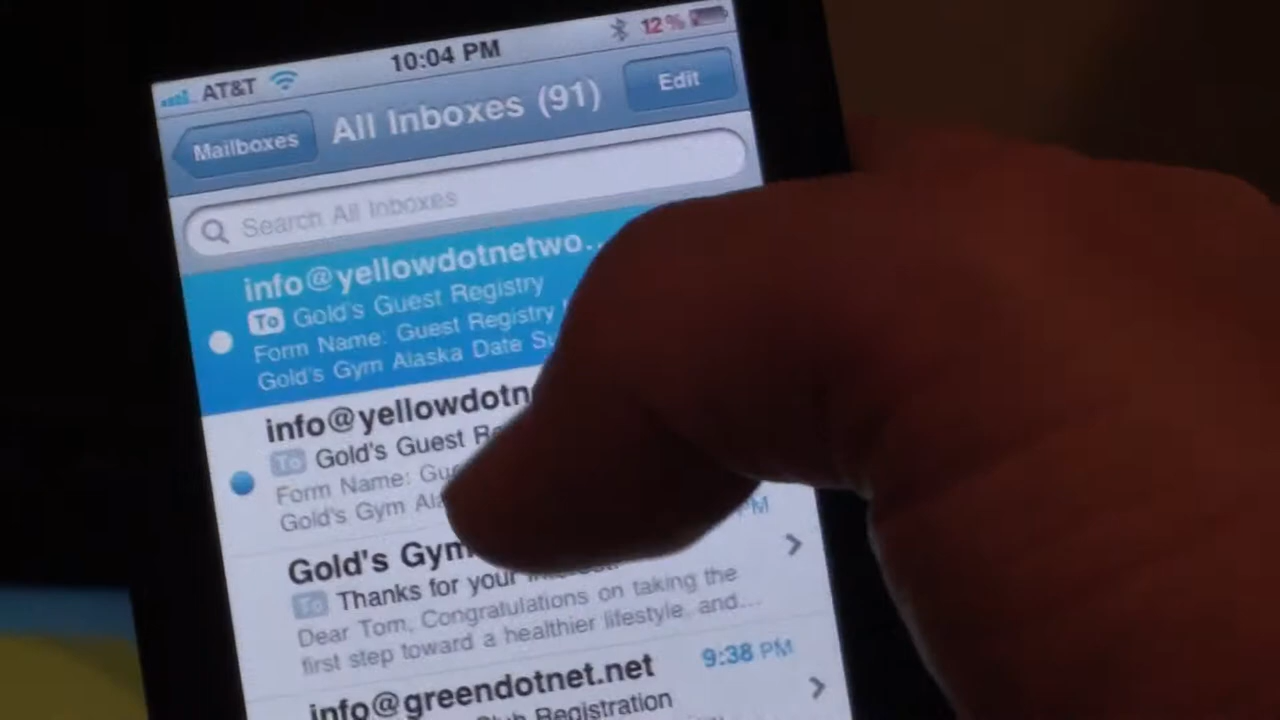 AT&T 10:04 PM 12%
Mailboxes All Inboxes (91) Edit
Search All Inboxes
info@yellowdotnetwo...
To Gold's Guest Registry
Form Name: Guest Registry
Gold's Gym Alaska Date
info@yellowdotn
To Gold's Guest
Form Name:
Gold's Gym
PM
Gold's Gym
To Thanks for your
Dear Tom, Congratulations on taking the
first step toward a healthier lifestyle, and...
info@greendotnet.net 9:38 PM
Club Registration